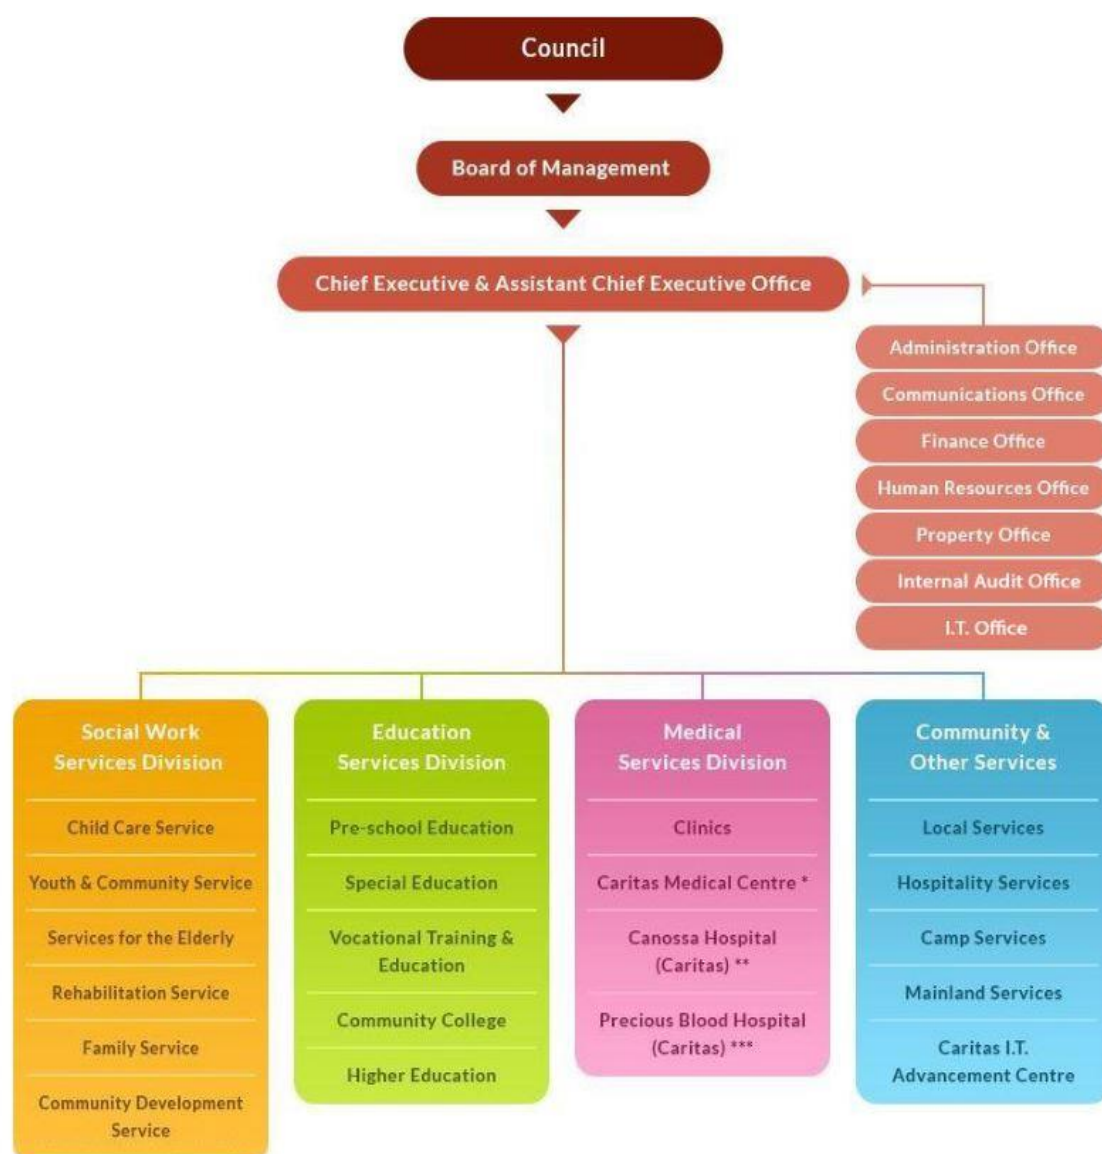 Council
Board of Management
Chief Executive & Assistant Chief Executive Office
Administration Office
Communications Office
Finance Office
Human Resources Office
Property Office
Internal Audit Office
I.T. Office
Social Work
Services Division
Child Care Service
Youth & Community Service
Services for the Elderly
Rehabilitation Service
Family Service
Community Development
Service
Education
Services Division
Pre-school Education
Special Education
Vocational Training &
Education
Community College
Higher Education
Medical
Services Division
Clinics
Caritas Medical Centre *
Canossa Hospital
(Caritas) **
Precious Blood Hospital
(Caritas) ***
Community &
Other Services
Local Services
Hospitality Services
Camp Services
Mainland Services
Caritas I.T.
Advancement Centre